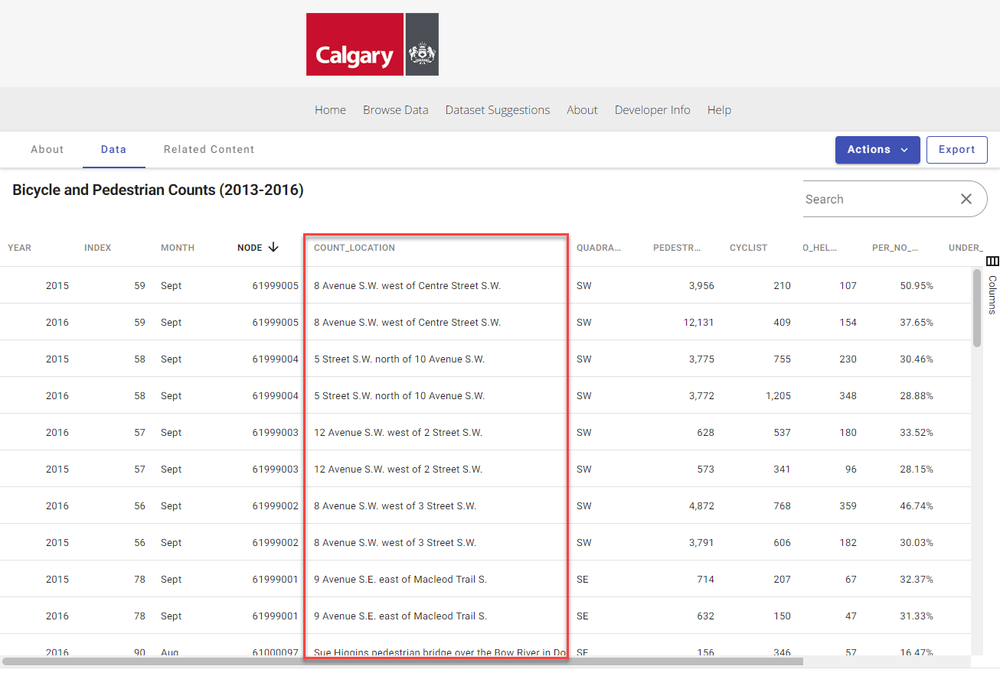 Calgary
Home Browse Data Dataset Suggestions About Developer Info Help
About Data Related Content Actions Export
Bicycle and Pedestrian Counts (2013-2016)
Search
YEAR INDEX MONTH NODE COUNT_LOCATION QUADRA... PEDESTR... CYCLIST O_HEL... PER_NO_... UNDER_
Columns
2015 59 Sept 61999005 8 Avenue S.W. west of Centre Street S.W. SW 3,956 210 107 50.95%
2016 59 Sept 61999005 8 Avenue S.W. west of Centre Street S.W. SW 12,131 409 154 37.65%
2015 58 Sept 61999004 5 Street S.W. north of 10 Avenue S.W. SW 3,775 755 230 30.46%
2016 58 Sept 61999004 5 Street S.W. north of 10 Avenue S.W. SW 3,772 1,205 348 28.88%
2016 57 Sept 61999003 12 Avenue S.W. west of 2 Street S.W. SW 628 537 180 33.52%
2015 57 Sept 61999003 12 Avenue S.W. west of 2 Street S.W. SW 573 341 96 28.15%
2016 56 Sept 61999002 8 Avenue S.W. west of 3 Street S.W. SW 4,872 768 359 46.74%
2015 56 Sept 61999002 8 Avenue S.W. west of 3 Street S.W. SW 3,791 606 182 30.03%
2015 78 Sept 61999001 9 Avenue S.E. east of Macleod Trail S. SE 714 207 67 32.37%
2016 78 Sept 61999001 9 Avenue S.E. east of Macleod Trail S. SE 632 150 47 31.33%
2016 90 Aug 61000097 Sue Higgins pedestrian bridge over the Bow River in Do SE 156 346 57 16.47%